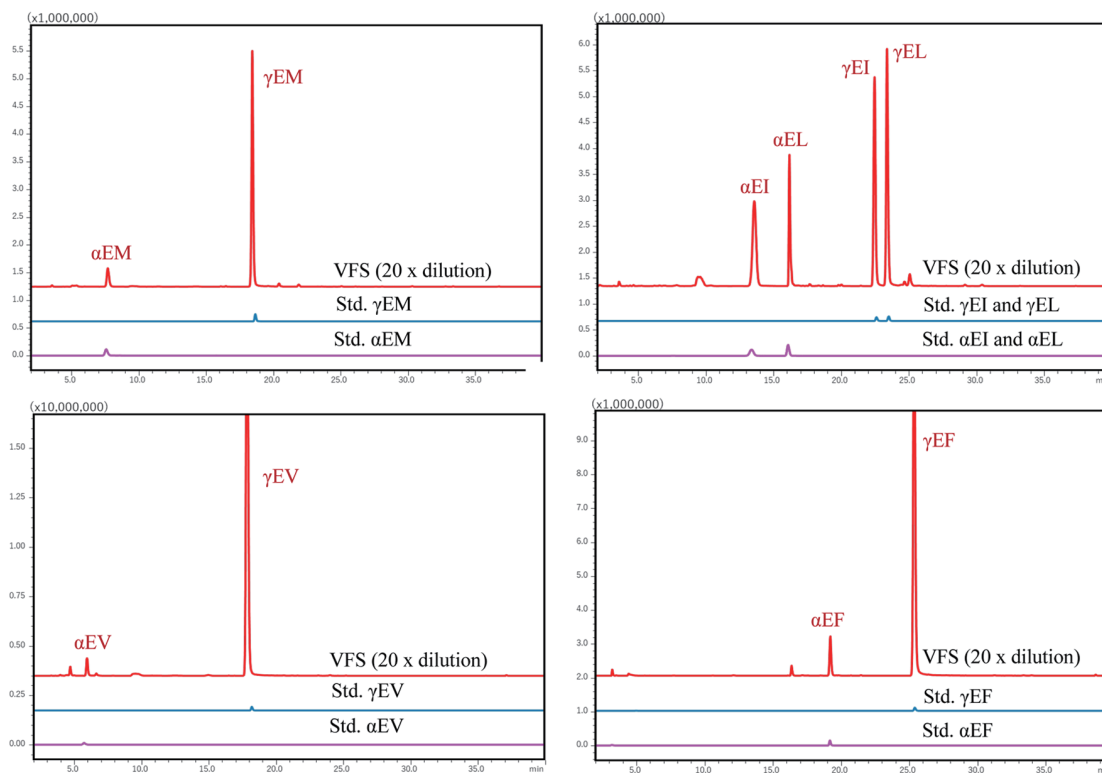 (x1,000,000)
5.5
5.0
4.5
4.0
3.5
3.0
2.5
2.0
1.5
1.0
0.5
0.0
γEM
αEM
VFS (20 x dilution)
Std. γEM
Std. αEM
5.0 10.0 15.0 20.0 25.0 30.0 35.0
(x1,000,000)
6.0
5.5
5.0
4.5
4.0
3.5
3.0
2.5
2.0
1.5
1.0
0.5
0.0
γEL
γEI
αEL
αEI
VFS (20 x dilution)
Std. γEI and γEL
Std. αEI and αEL
5.0 10.0 15.0 20.0 25.0 30.0 35.0
(x10,000,000)
1.50
1.25
1.00
0.75
0.50
0.25
0.00
γEV
αEV
VFS (20 x dilution)
Std. γEV
Std. αEV
5.0 10.0 15.0 20.0 25.0 30.0 35.0 min
(x1,000,000)
9.0
8.0
7.0
6.0
5.0
4.0
3.0
2.0
1.0
0.0
γEF
αEF
VFS (20 x dilution)
Std. γEF
Std. αEF
5.0 10.0 15.0 20.0 25.0 30.0 35.0